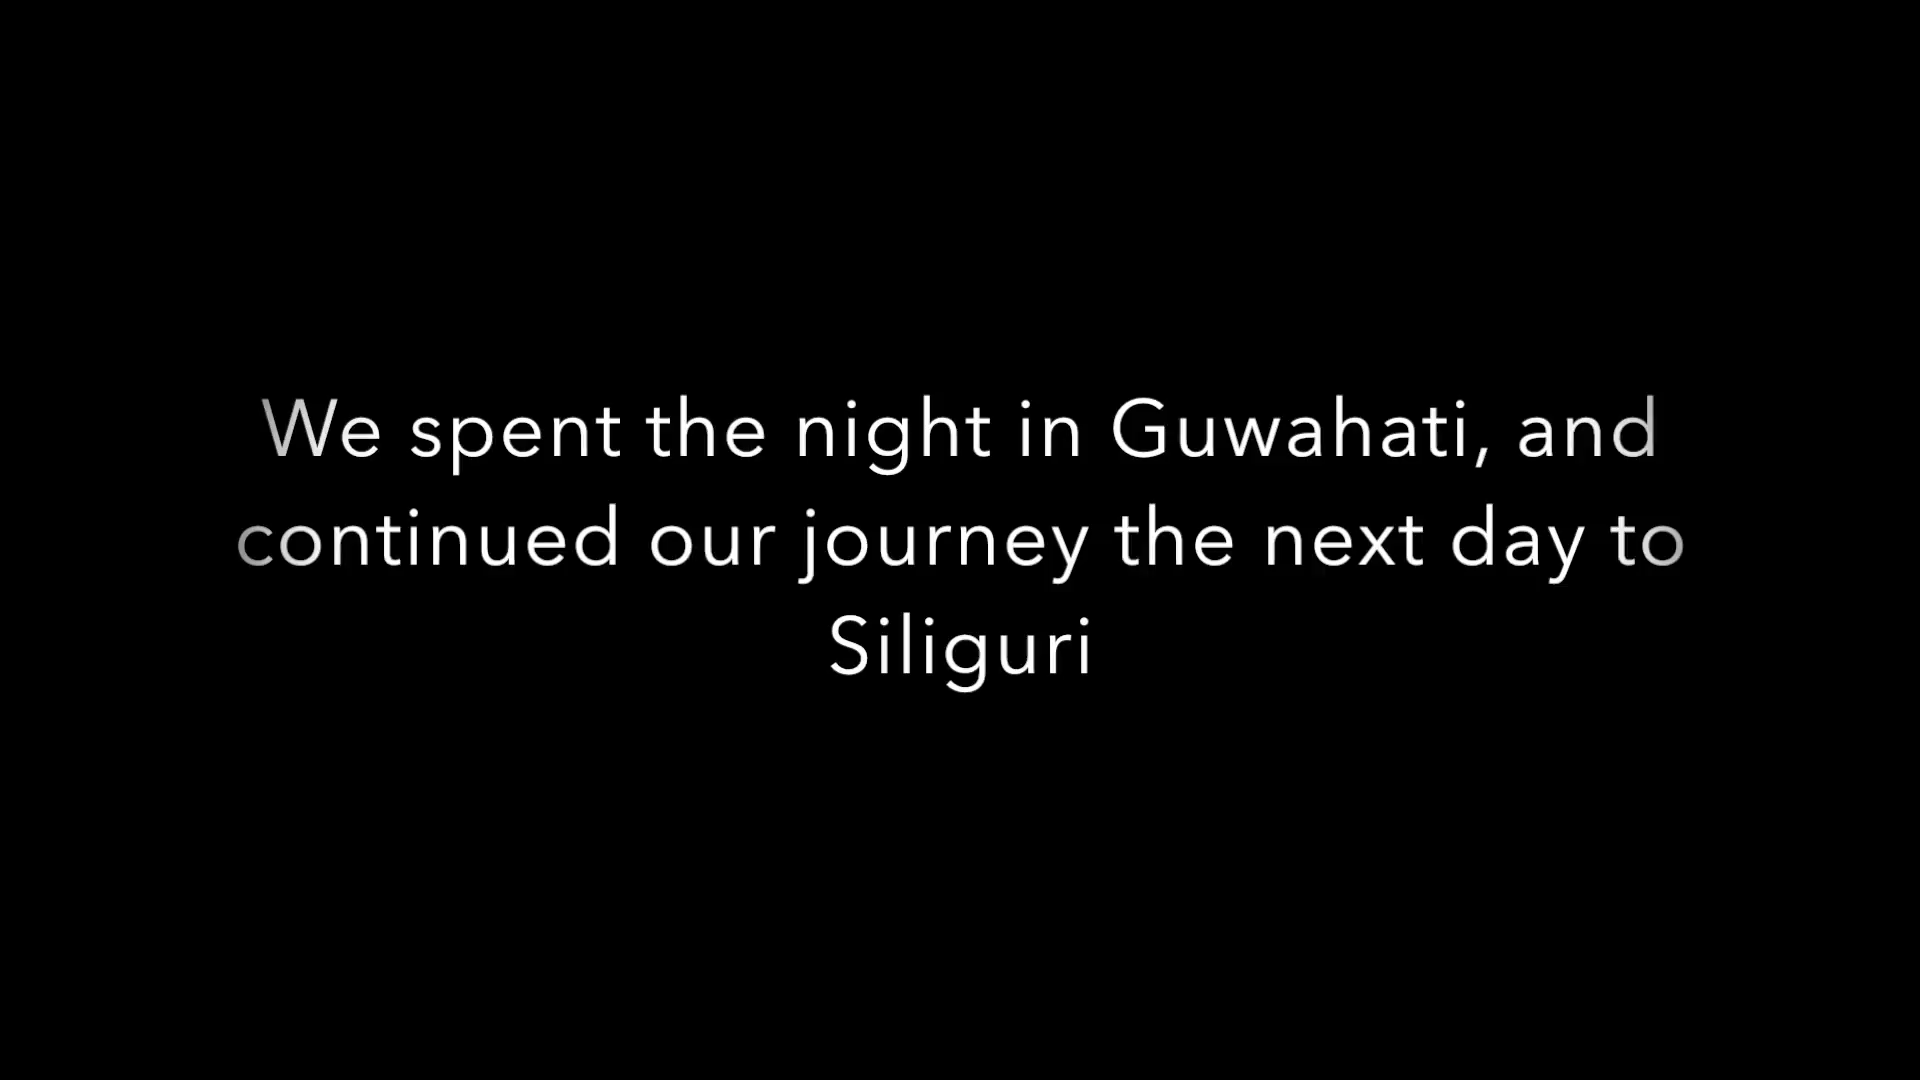 We spent the night in Guwahati, and
continued our journey the next day to
Siliguri